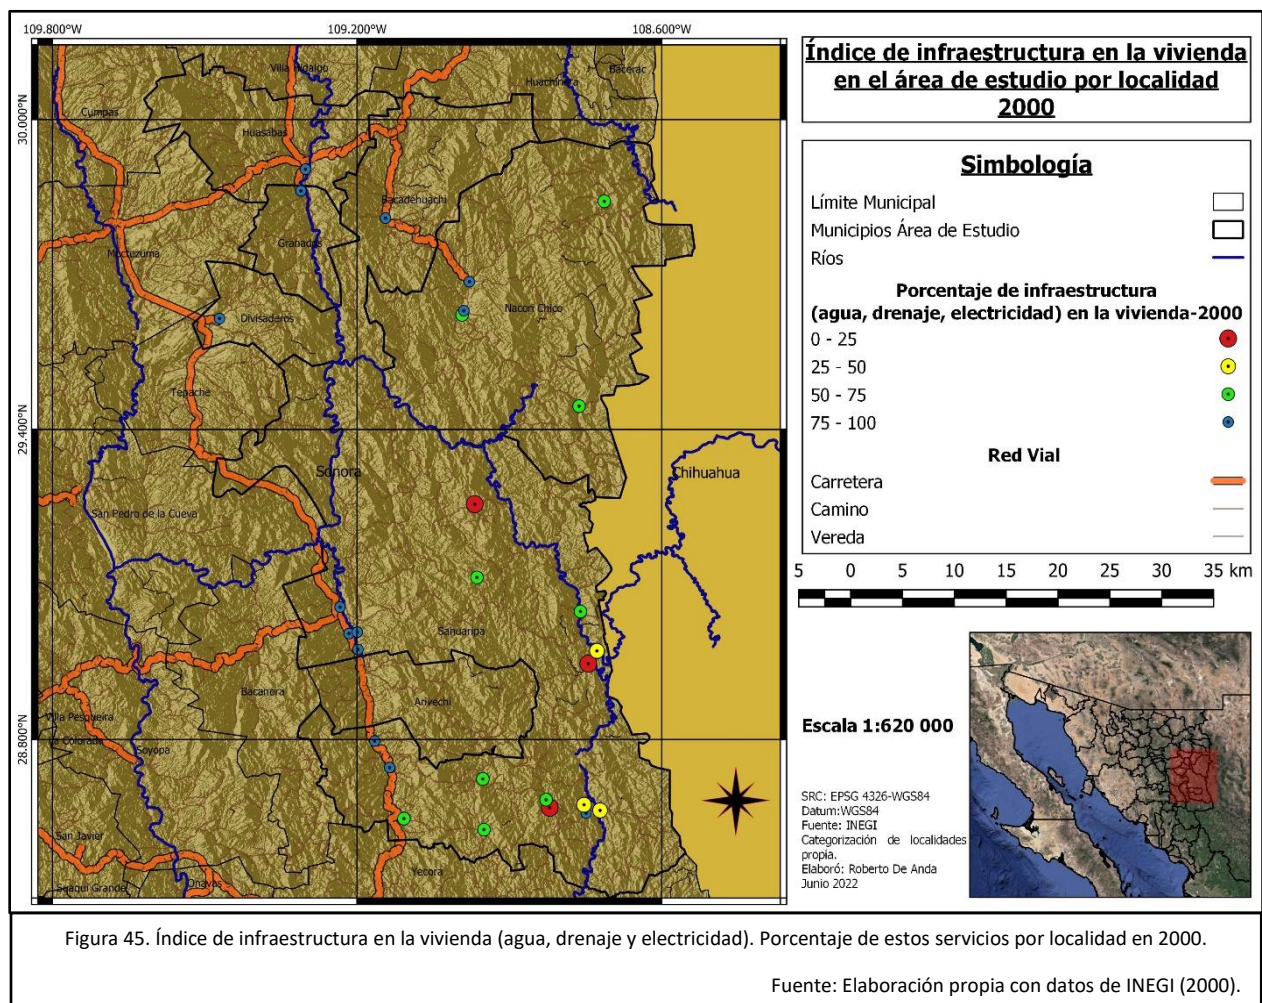 109.800°W
109.200°W
108.600°W
30.000°N
29.400°N
28.800°N
Villa Hidalgo
Huachinera
Bacerac
Cumpas
Huasabas
Bacadehuachi
Granados
Moctezuma
Nacori Chico
Divisaderos
Tepache
Sonora
Chihuahua
San Pedro de la Cueva
Sahuaripa
Bacanora
Arivechi
Villa Pesqueira
La Colorada
Soyopa
San Javier
Yecora
Suaqui Grande
Onavas
Índice de infraestructura en la vivienda
en el área de estudio por localidad
2000
Simbología
Límite Municipal
Municipios Área de Estudio
Ríos
Porcentaje de infraestructura
(agua, drenaje, electricidad) en la vivienda-2000
0 - 25
25 - 50
50 - 75
75 - 100
Red Vial
Carretera
Camino
Vereda
5 0 5 10 15 20 25 30 35 km
Escala 1:620 000
SRC: EPSG 4326-WGS84
Datum:WGS84
Fuente: INEGI
Categorización de localidades
propia.
Elaboró: Roberto De Anda
Junio 2022
Figura 45. Índice de infraestructura en la vivienda (agua, drenaje y electricidad). Porcentaje de estos servicios por localidad en 2000.
Fuente: Elaboración propia con datos de INEGI (2000).